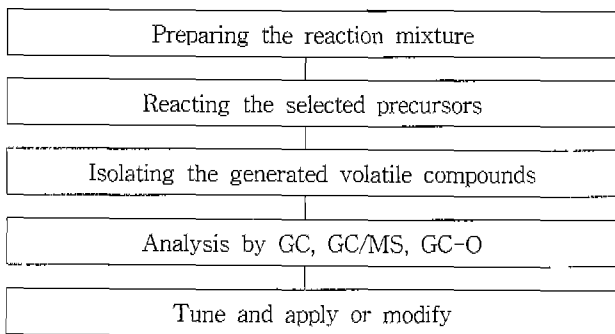 Preparing the reaction mixture
Reacting the selected precursors
Isolating the generated volatile compounds
Analysis by GC, GC/MS, GC-O
Tune and apply or modify